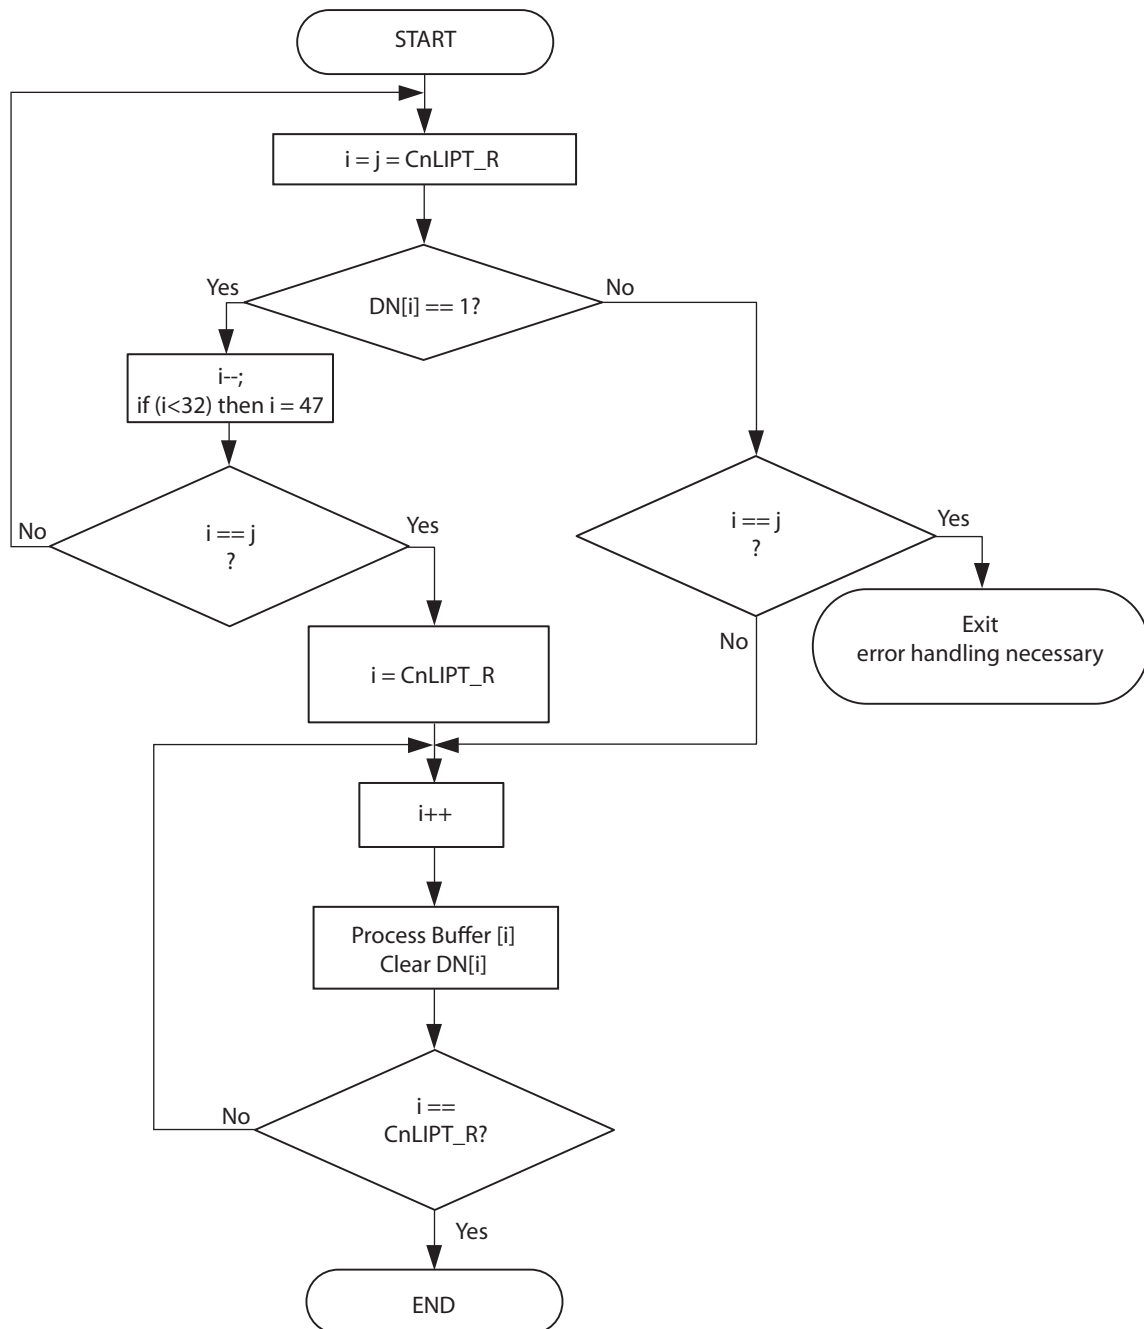 START
i = j = CnLIPT_R
Yes
DN[i] == 1?
No
i--;
if (i<32) then i = 47
No
i == j
?
Yes
i == j
?
Yes
No
Exit
error handling necessary
i = CnLIPT_R
i++
Process Buffer [i]
Clear DN[i]
No
i ==
CnLIPT_R?
Yes
END